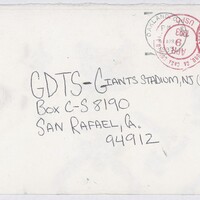 GDTS-GIANTS STADIUM, NJ (
BOX C-S 8190
SAN RAFAEL, CA.
94912